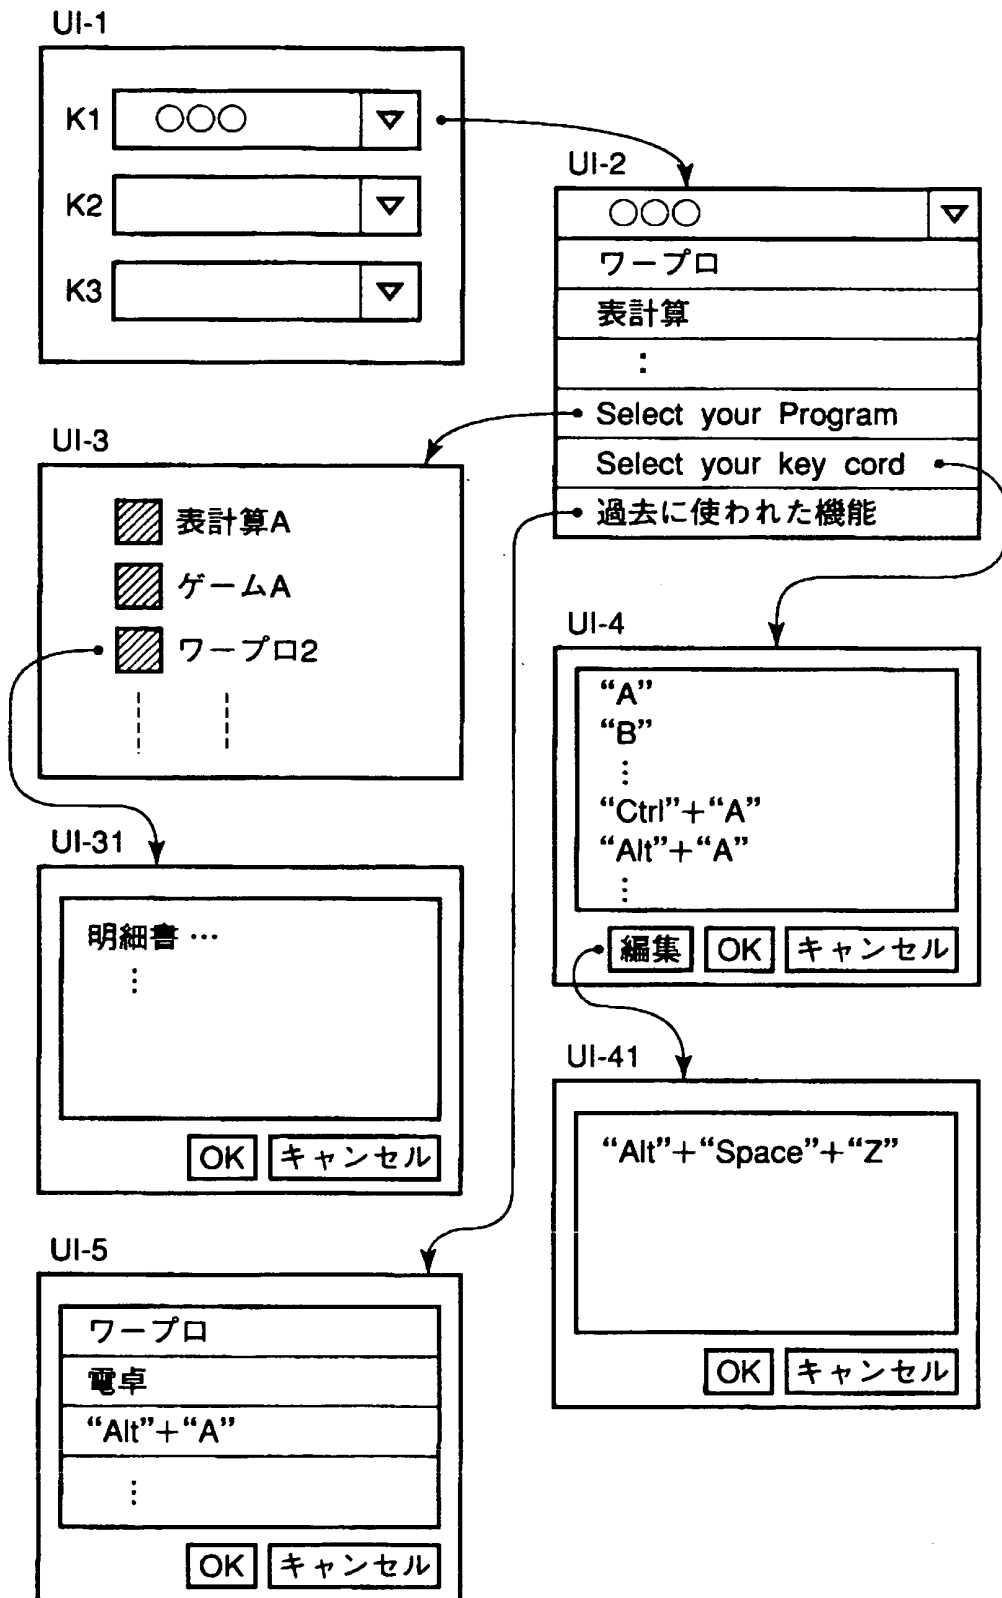 UI-1
K1 ○○○ ▽
K2 ▽
K3 ▽
UI-2
○○○ ▽
ワープロ
表計算
:
Select your Program
Select your key cord
過去に使われた機能
UI-3
表計算A
ゲームA
ワープロ2
UI-31
明細書 …
⋮
OK キャンセル
UI-4
“A”
“B”
⋮
“Ctrl”+“A”
“Alt”+“A”
⋮
編集 OK キャンセル
UI-41
“Alt”+“Space”+“Z”
OK キャンセル
UI-5
ワープロ
電卓
“Alt”+“A”
⋮
OK キャンセル